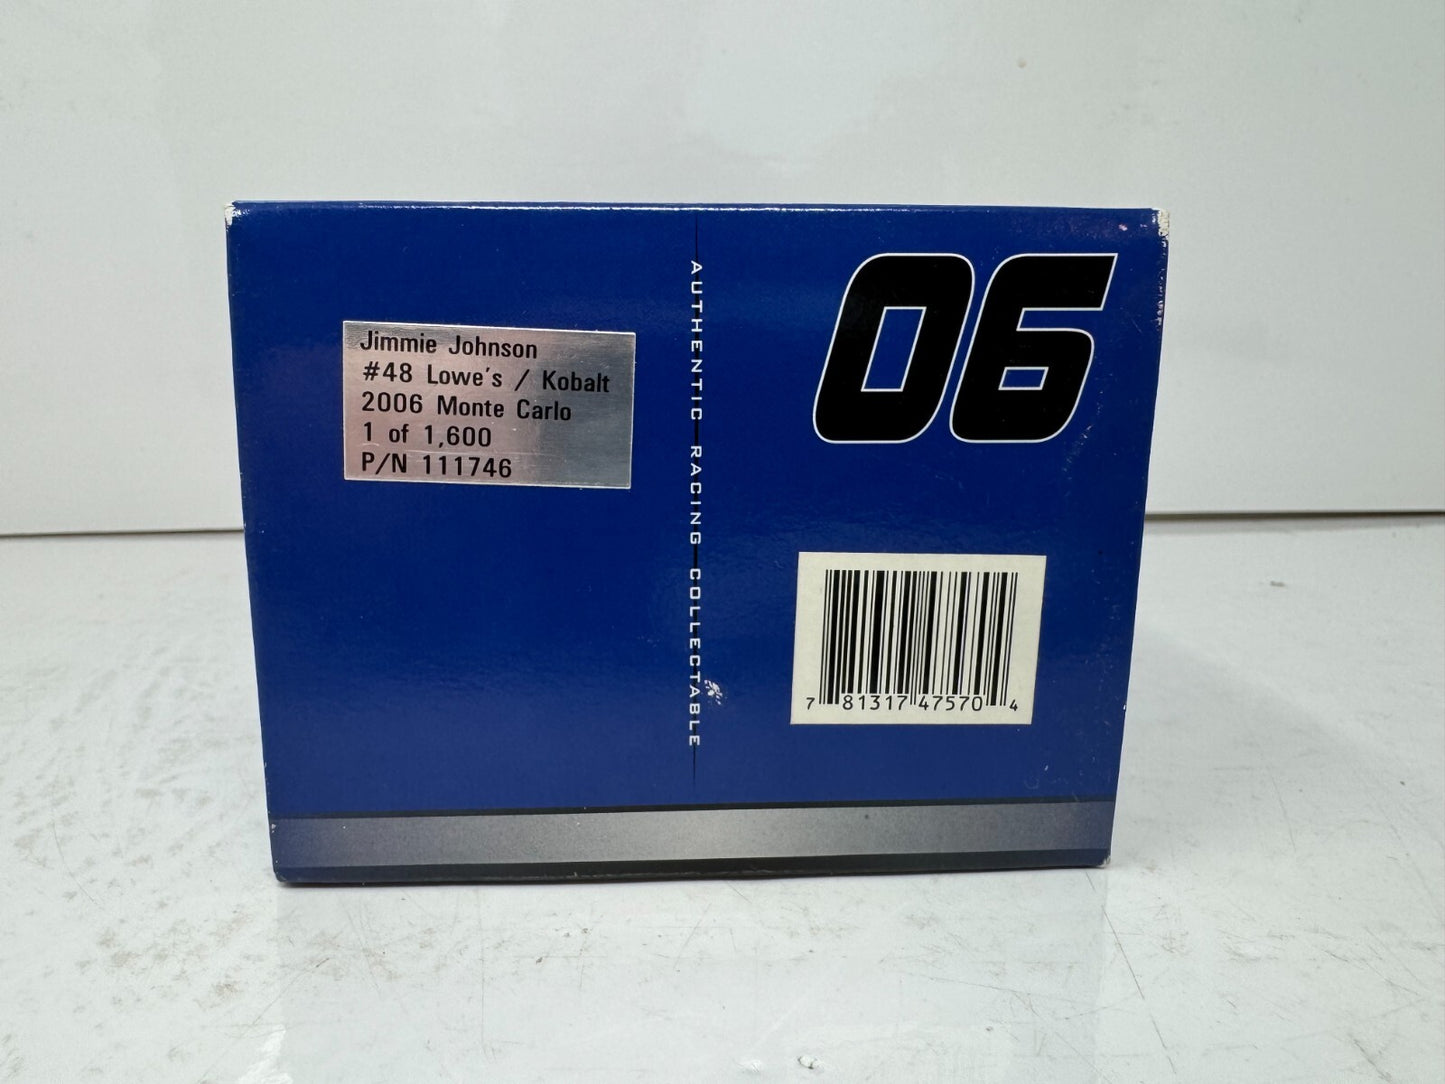 Jimmie Johnson
#48 Lowe's / Kobalt
2006 Monte Carlo
1 of 1,600
P/N 111746
AUTHENTIC RACING COLLECTABLE
06
7 81317 47570 4